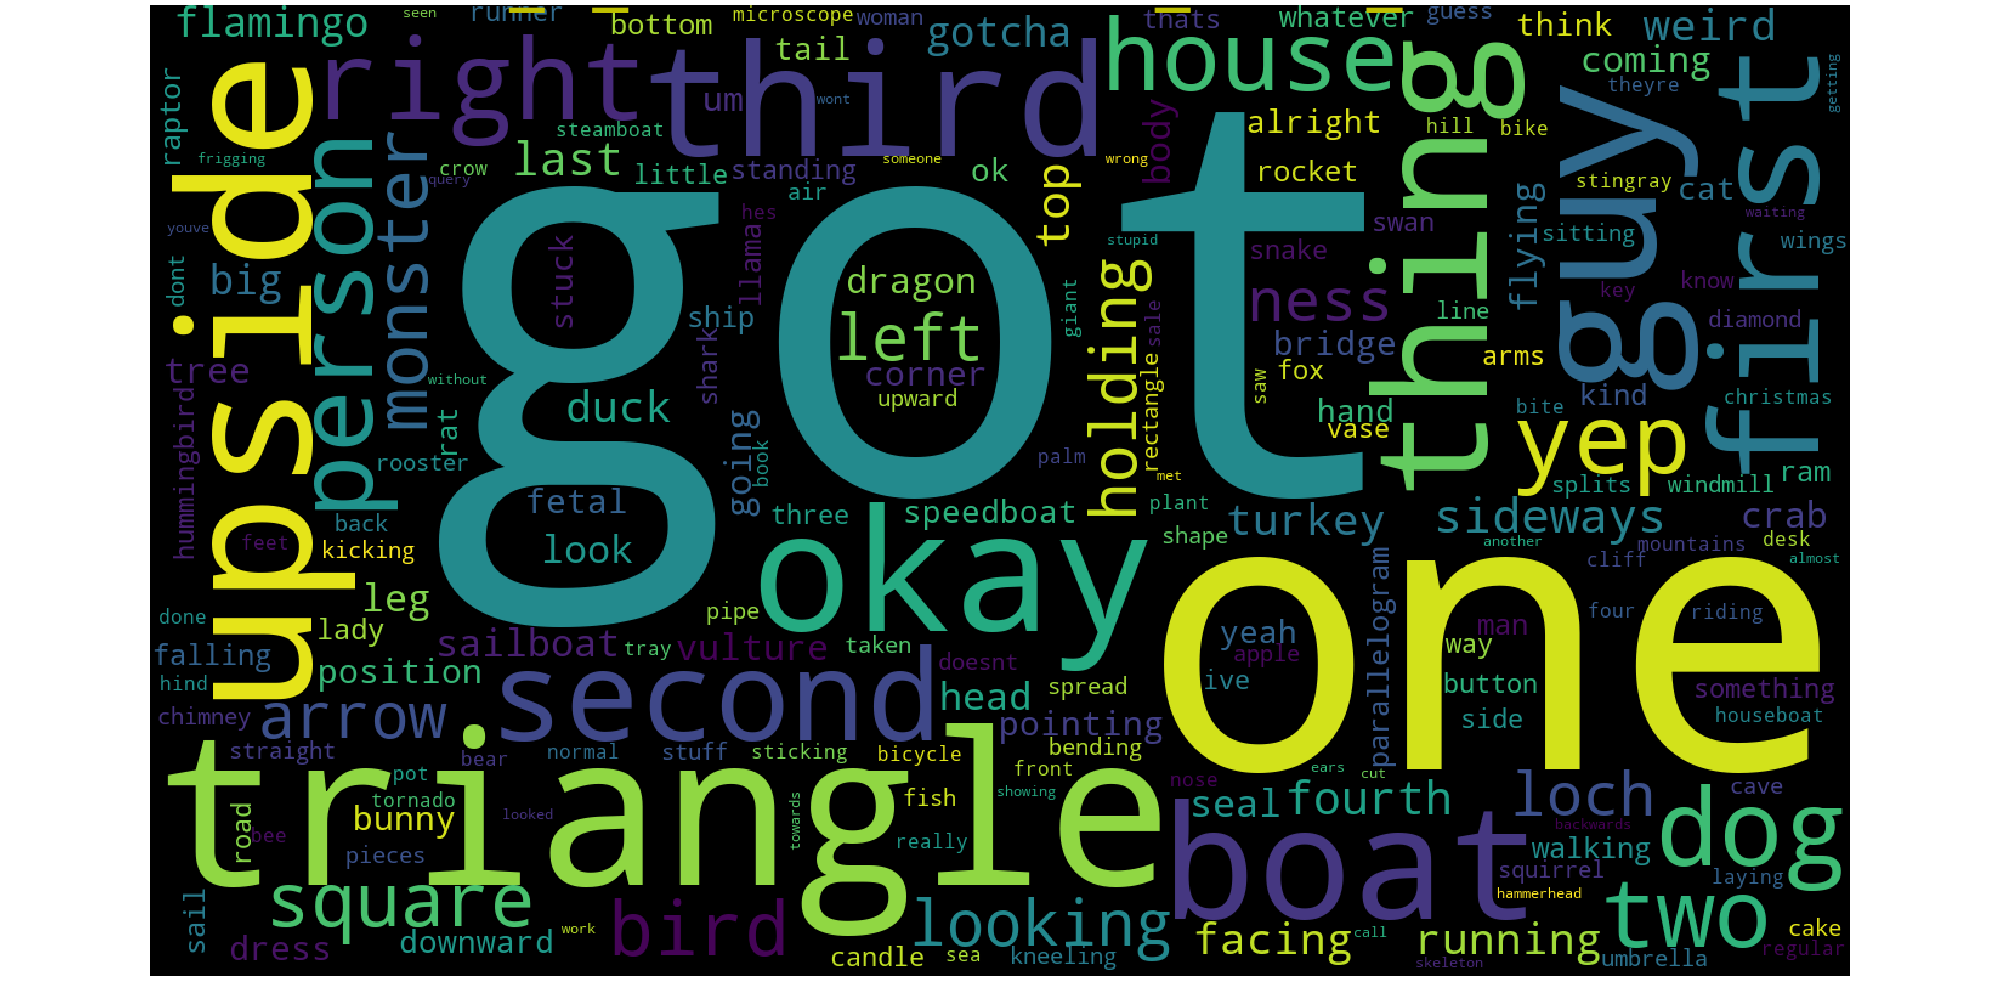 flamingo
seen
runner
bottom
microscope
woman
gotcha
thats
whatever
guess
think
weird
raptor
upside
right
third
tail
um
wont
house
thing
guy
coming
theyre
first
getting
frigging
person
monster
steamboat
crow
query
last
little
standing
someone
air
ok
top
wrong
body
alright
hill
bike
rocket
stingray
cat
waiting
youve
dont
big
got
stuck
hes
llama
dragon
left
corner
upward
giant
stupid
holding
sale
swan
snake
ness
bridge
line
flying
sitting
wings
key
know
diamond
arms
tree
without
rat
ship
shark
duck
rectangle
saw
fox
hand
vase
kind
christmas
bite
yep
hummingbird
rooster
back
feet
kicking
fetal
look
going
book
three
speedboat
palm
met
plant
shape
turkey
sideways
splits
windmill
ram
crab
another
mountains
desk
cliff
almost
done
leg
lady
pipe
okay
one
yeah
apple
ive
parallelogram
man
way
button
side
four
riding
something
houseboat
falling
hind
chimney
position
sailboat
tray
vulture
taken
doesnt
arrow
second
head
spread
pointing
straight
bear
normal
stuff
sticking
bicycle
bending
front
showing
nose
ears
cut
triangle
pot
tornado
bunny
looked
towards
fish
really
road
bee
pieces
seal
fourth
loch
cave
backwards
dog
boat
walking
squirrel
laying
hammerhead
square
sail
dress
downward
work
bird
candle
looking
sea
kneeling
facing
call
running
skeleton
two
umbrella
cake
regular